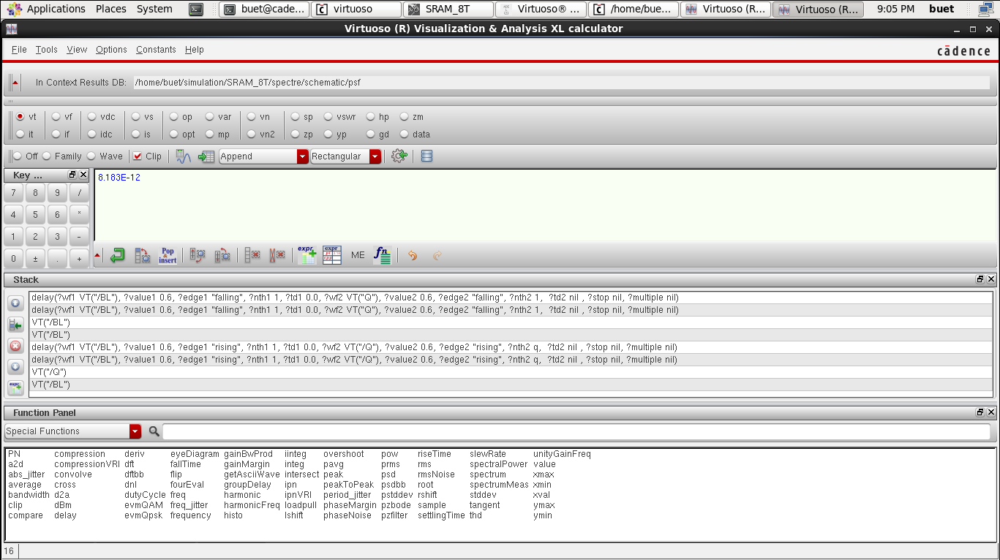 Applications Places System buet@cade... virtuoso SRAM_8T Virtuoso® ... /home/bue... Virtuoso (R... Virtuoso (R... 9:05 PM buet
Virtuoso (R) Visualization & Analysis XL calculator
File Tools View Options Constants Help cādence
In Context Results DB: /home/buet/simulation/SRAM_8T/spectre/schematic/psf
vt vf vdc vs op var vn sp vswr hp zm
it if idc is opt mp vn2 zp yp gd data
Off Family Wave Clip Append Rectangular
Key ...
8.183E-12
7 8 9 /
4 5 6 *
1 2 3 -
0 ± . +
Pop & insert expr expr ME fn
Stack
delay(?wf1 VT("/BL"), ?value1 0.6, ?edge1 "falling", ?nth1 1, ?td1 0.0, ?wf2 VT("Q"), ?value2 0.6, ?edge2 "falling", ?nth2 1, ?td2 nil , ?stop nil, ?multiple nil)
delay(?wf1 VT("/BL"), ?value1 0.6, ?edge1 "falling", ?nth1 1, ?td1 0.0, ?wf2 VT("Q"), ?value2 0.6, ?edge2 "falling", ?nth2 1, ?td2 nil , ?stop nil, ?multiple nil)
VT("/BL")
VT("/BL")
delay(?wf1 VT("/BL"), ?value1 0.6, ?edge1 "rising", ?nth1 1, ?td1 0.0, ?wf2 VT("/Q"), ?value2 0.6, ?edge2 "rising", ?nth2 q, ?td2 nil , ?stop nil, ?multiple nil)
delay(?wf1 VT("/BL"), ?value1 0.6, ?edge1 "rising", ?nth1 1, ?td1 0.0, ?wf2 VT("/Q"), ?value2 0.6, ?edge2 "rising", ?nth2 q, ?td2 nil , ?stop nil, ?multiple nil)
VT("/Q")
expr VT("/BL")
Function Panel
Special Functions
PN compression deriv eyeDiagram gainBwProd iinteg overshoot pow riseTime slewRate unityGainFreq
a2d compressionVRI dft fallTime gainMargin integ pavg prms rms spectralPower value
abs_jitter convolve dftbb flip getAsciiWave intersect peak psd rmsNoise spectrum xmax
average cross dnl fourEval groupDelay ipn peakToPeak psdbb root spectrumMeas xmin
bandwidth d2a dutyCycle freq harmonic ipnVRI period_jitter pstddev rshift stddev xval
clip dBm evmQAM freq_jitter harmonicFreq loadpull phaseMargin pzbode sample tangent ymax
compare delay evmQpsk frequency histo lshift phaseNoise pzfilter settlingTime thd ymin
16